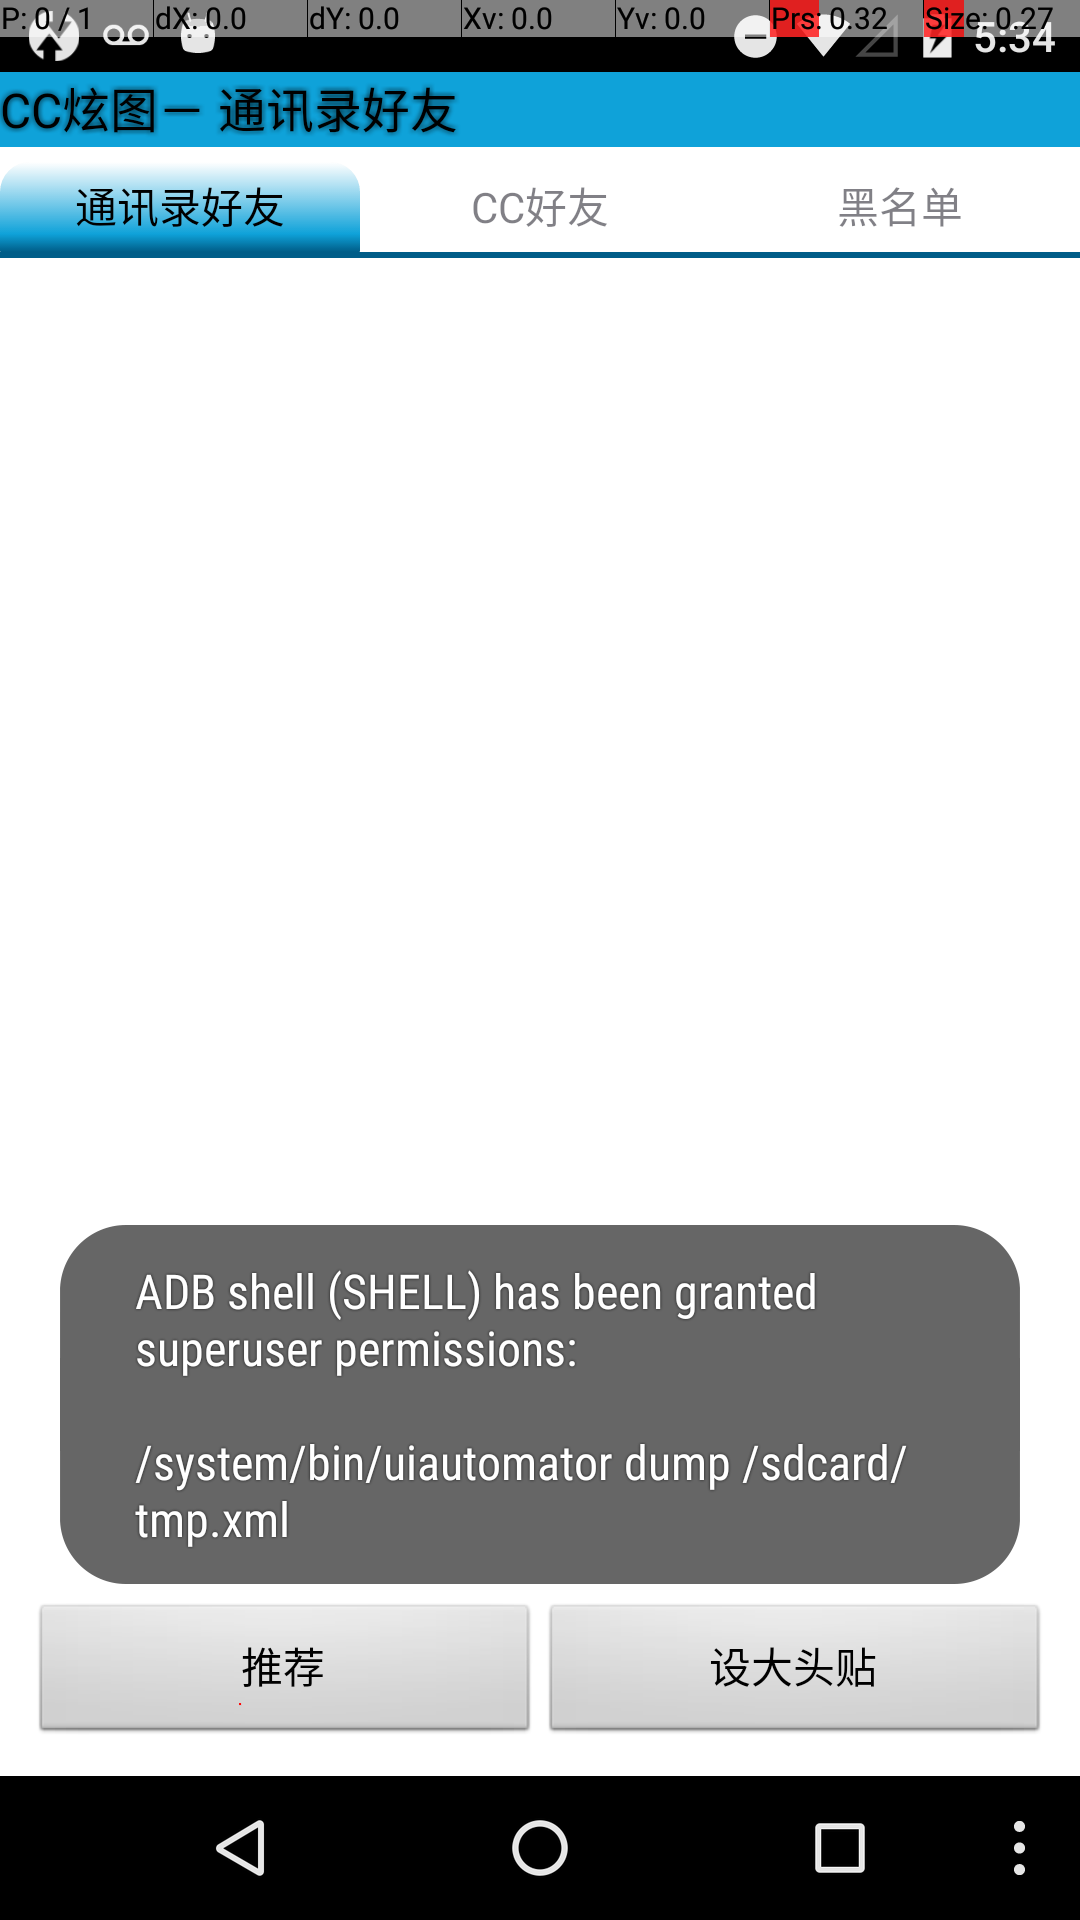 P: 0 / 1 dX: 0.0 dY: 0.0 Xv: 0.0 Yv: 0.0 Prs: 0.32 Size: 0.27
5:34
CC炫图－ 通讯录好友
通讯录好友 CC好友 黑名单
ADB shell (SHELL) has been granted
superuser permissions:
/system/bin/uiautomator dump /sdcard/
tmp.xml
推荐 设大头贴